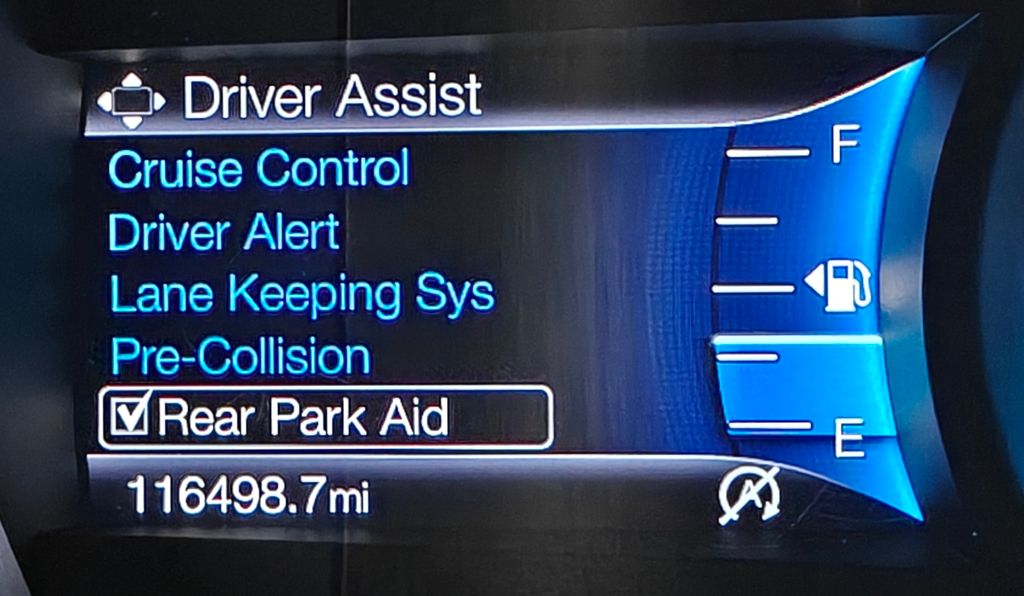 Driver Assist
Cruise Control
Driver Alert
Lane Keeping Sys
Pre-Collision
Rear Park Aid
116498.7mi
F
E
A